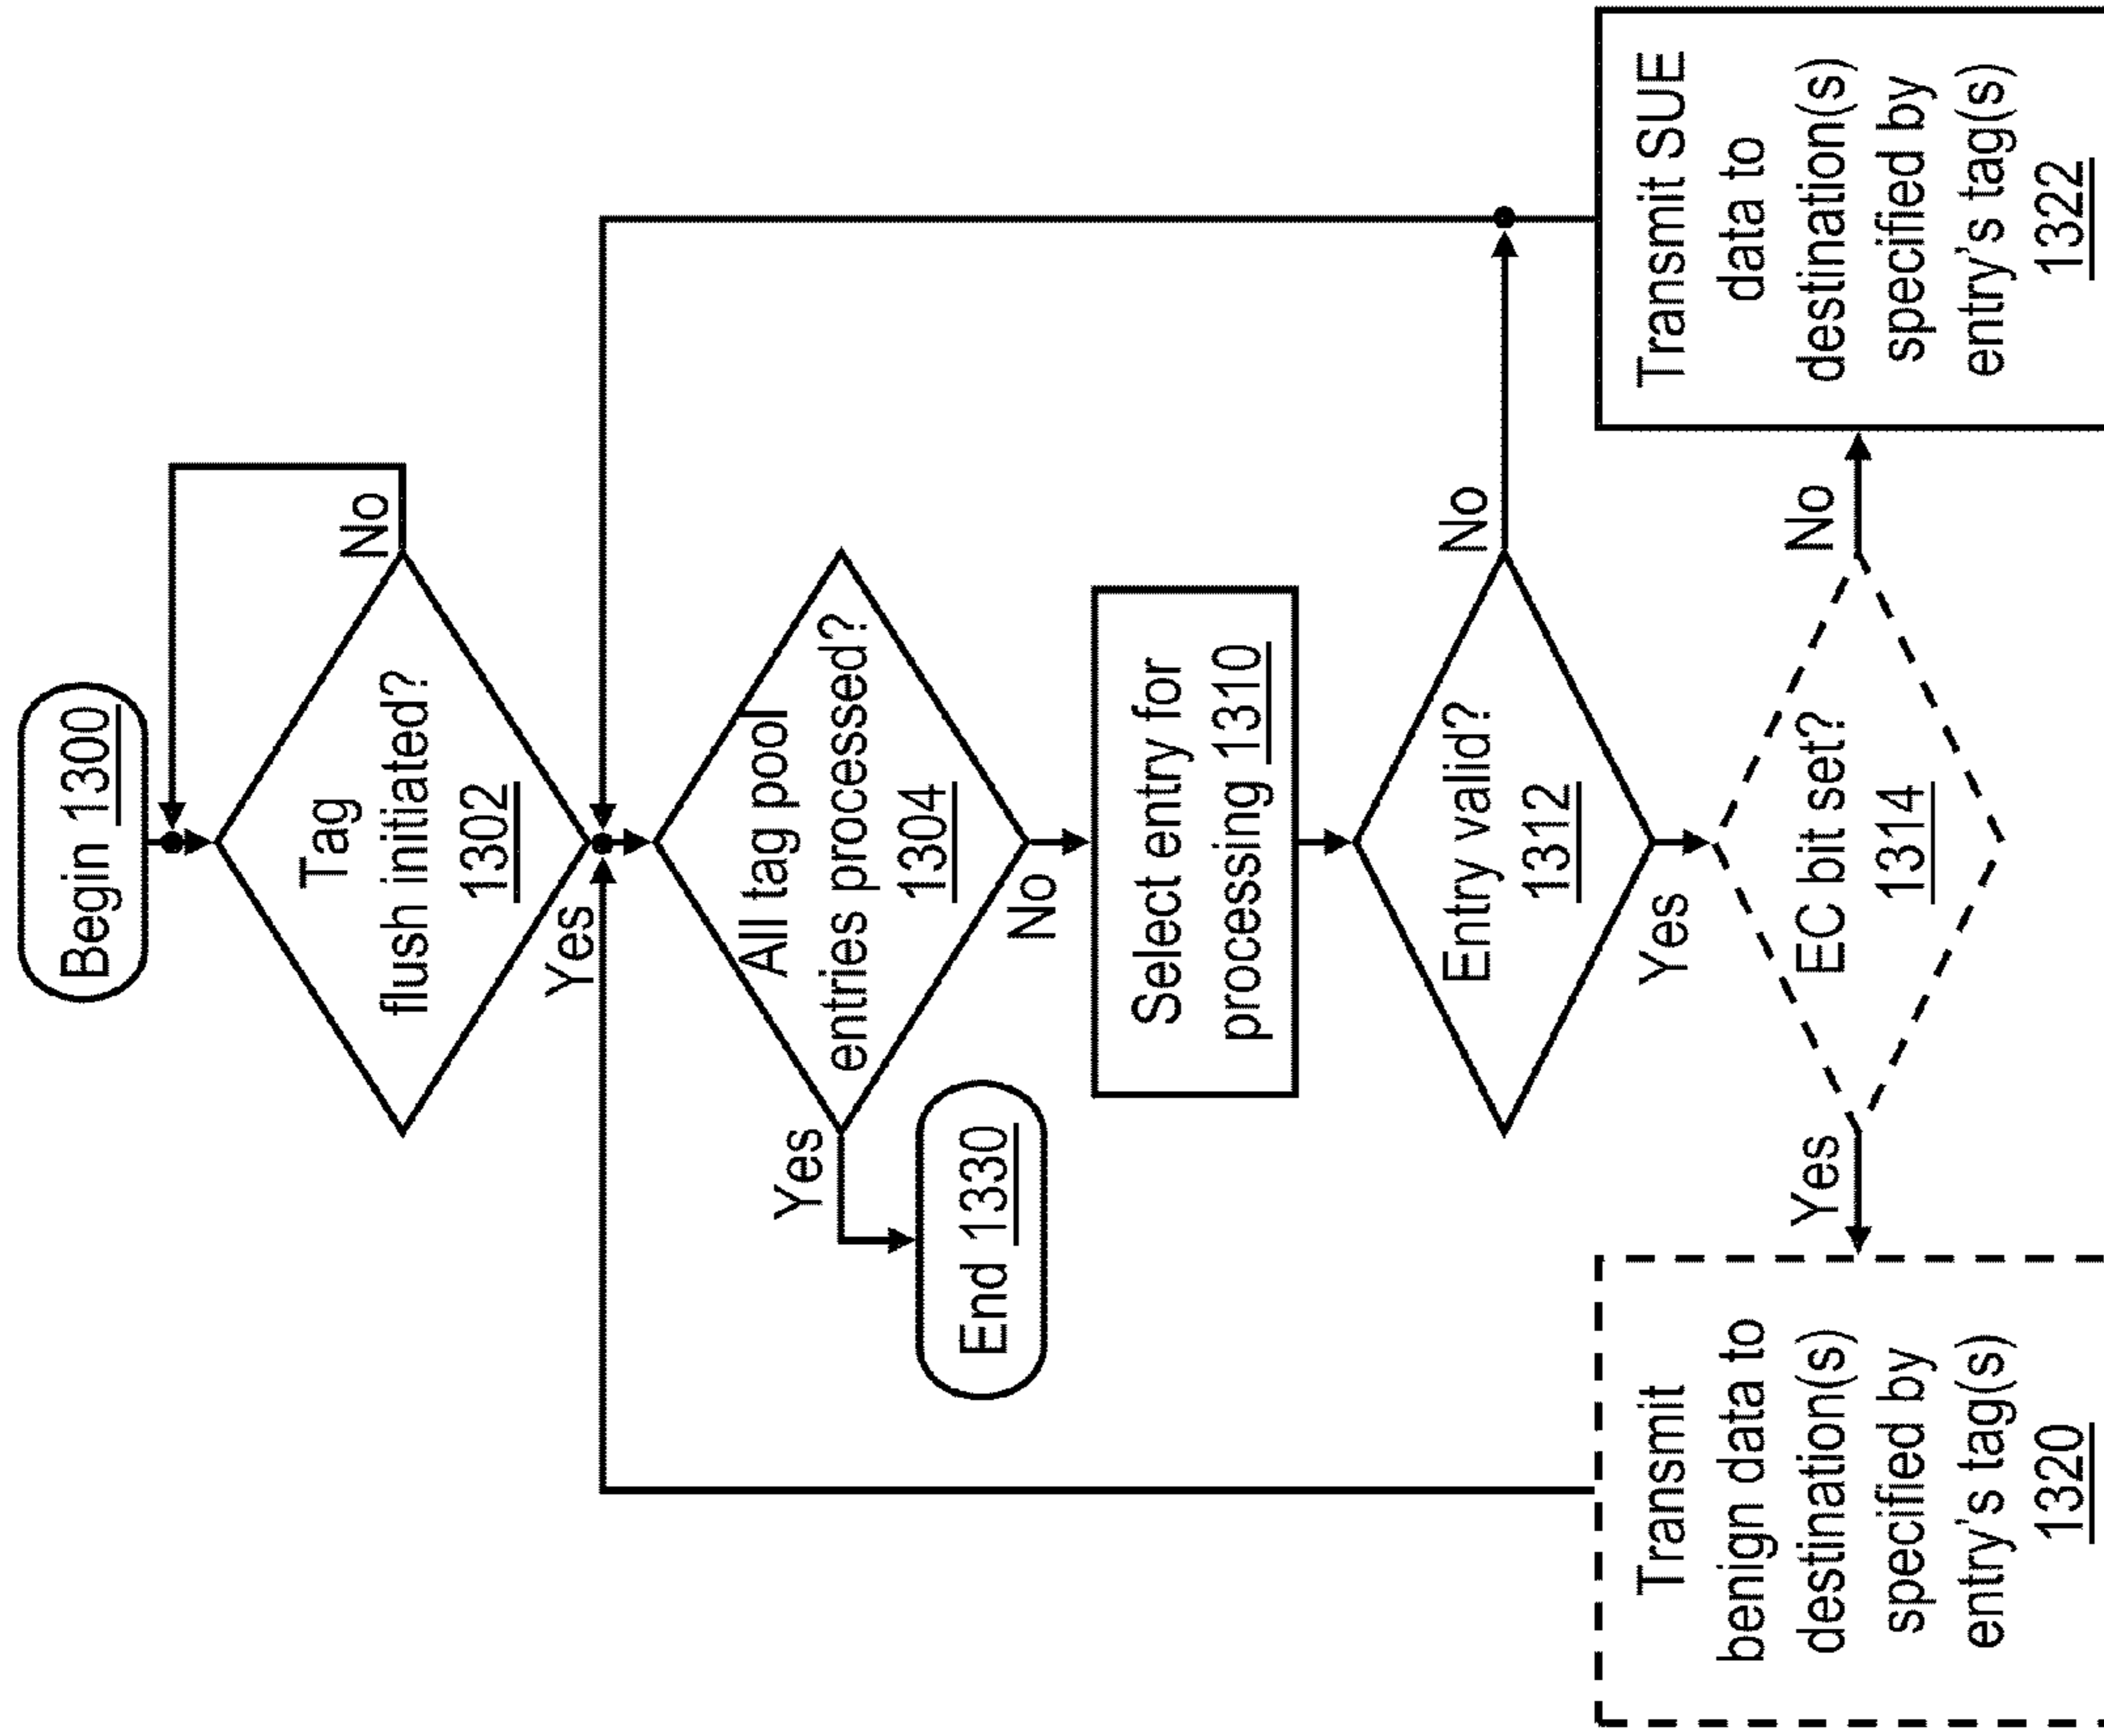 Begin 1300
Tag
flush initiated?
1302
No
Yes
All tag pool
entries processed?
1304
Yes
No
End 1330
Select entry for
processing 1310
Entry valid?
1312
No
Yes
EC bit set?
1314
Yes
No
Transmit
benign data to
destination(s)
specified by
entry's tag(s)
1320
Transmit SUE
data to
destination(s)
specified by
entry's tag(s)
1322